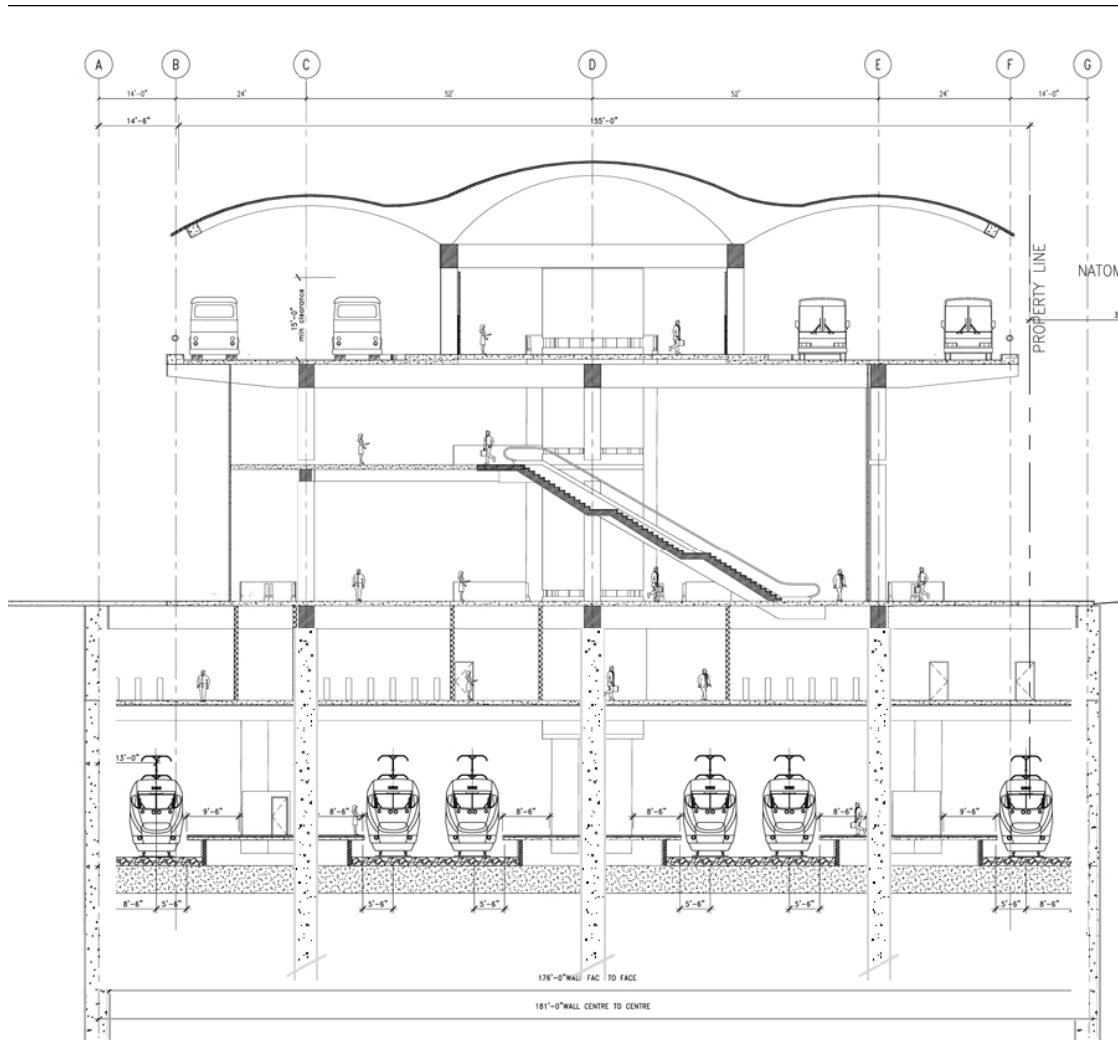 A B C D E F G
14'-0" 24' 52' 52' 24' 14'-0"
14'-6" 155'-0"
PROPERTY LINE
NATOM
15'-0"
min clearance
13'-0"
9'-6" 8'-6" 8'-6" 8'-6" 8'-6" 9'-6"
8'-6" 5'-6" 5'-6" 5'-6" 5'-6" 5'-6" 5'-6" 8'-6"
176'-0" WALL FAC TO FACE
181'-0" WALL CENTRE TO CENTRE